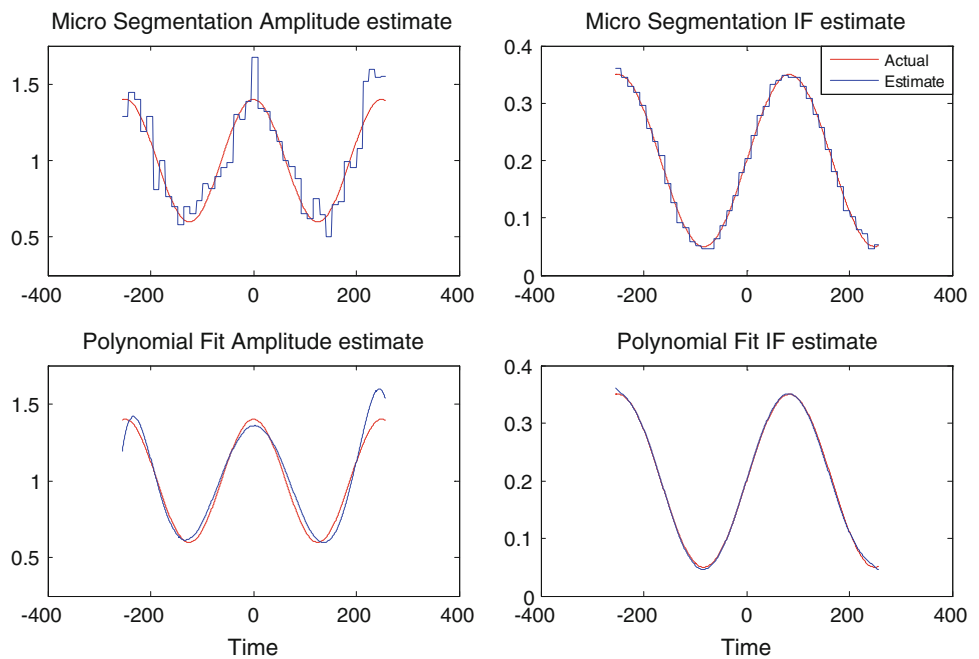 Micro Segmentation Amplitude estimate
1.5
1
0.5
-400 -200 0 200 400
Micro Segmentation IF estimate
0.4
0.3
0.2
0.1
0
-400 -200 0 200 400
Actual
Estimate
Polynomial Fit Amplitude estimate
1.5
1
0.5
-400 -200 0 200 400
Time
Polynomial Fit IF estimate
0.4
0.3
0.2
0.1
0
-400 -200 0 200 400
Time